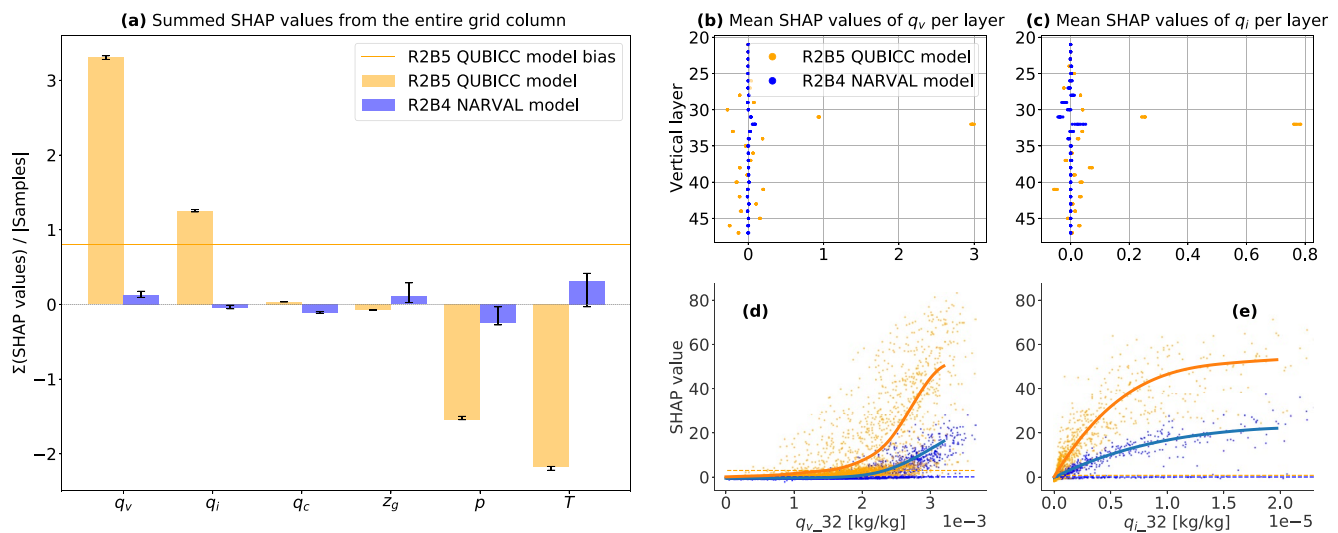 (a) Summed SHAP values from the entire grid column
R2B5 QUBICC model bias
R2B5 QUBICC model
R2B4 NARVAL model
Σ(SHAP values) / |Samples|
3
2
1
0
−1
−2
q_v
q_i
q_c
z_g
p
T
(b) Mean SHAP values of q_v per layer
R2B5 QUBICC model
R2B4 NARVAL model
Vertical layer
20
25
30
35
40
45
0
1
2
3
(c) Mean SHAP values of q_i per layer
20
25
30
35
40
45
0.0
0.2
0.4
0.6
0.8
(d)
SHAP value
80
60
40
20
0
0
1
2
3
1e−3
q_v_32 [kg/kg]
(e)
80
60
40
20
0
0.0
0.5
1.0
1.5
2.0
1e−5
q_i_32 [kg/kg]